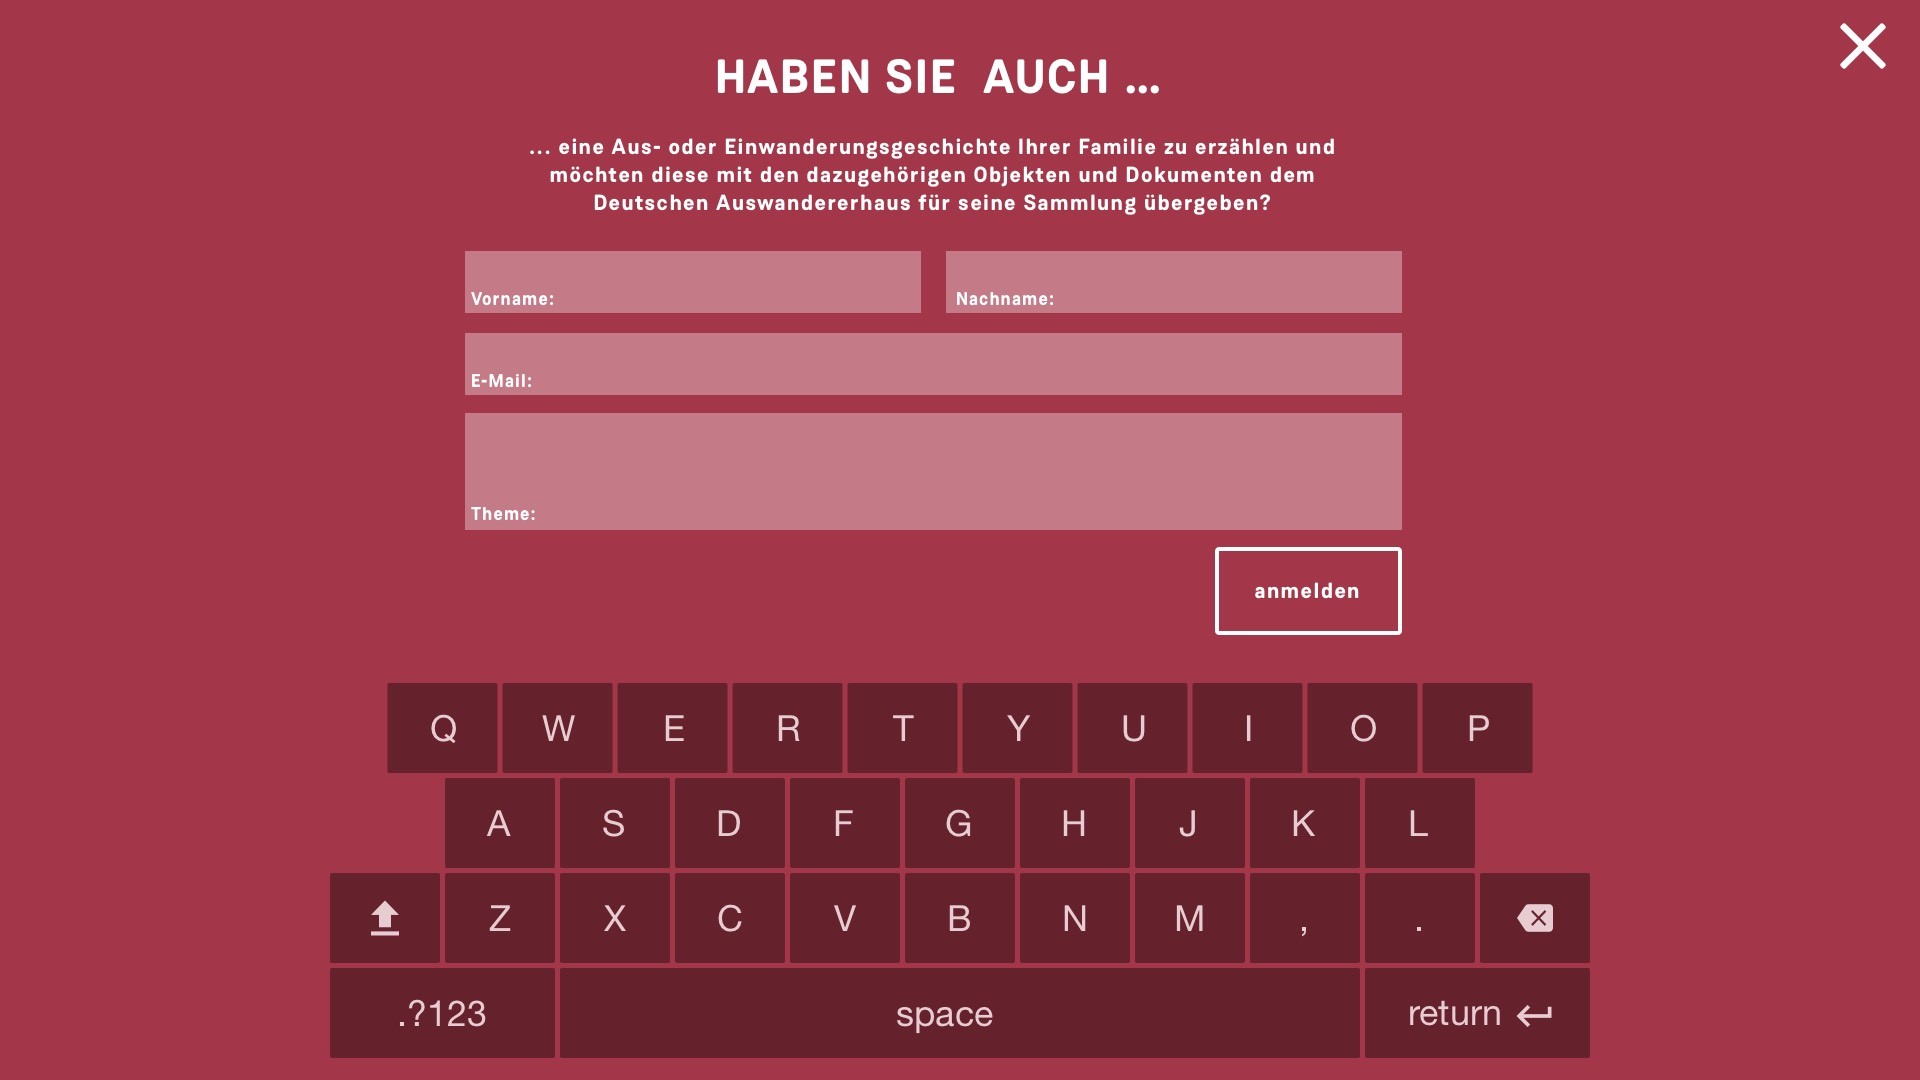 HABEN SIE  AUCH ...
... eine Aus- oder Einwanderungsgeschichte Ihrer Familie zu erzählen und
möchten diese mit den dazugehörigen Objekten und Dokumenten dem
Deutschen Auswandererhaus für seine Sammlung übergeben?
Vorname: Nachname:
E-Mail:
Theme:
anmelden
Q W E R T Y U I O P
A S D F G H J K L
Z X C V B N M , .
.?123 space return